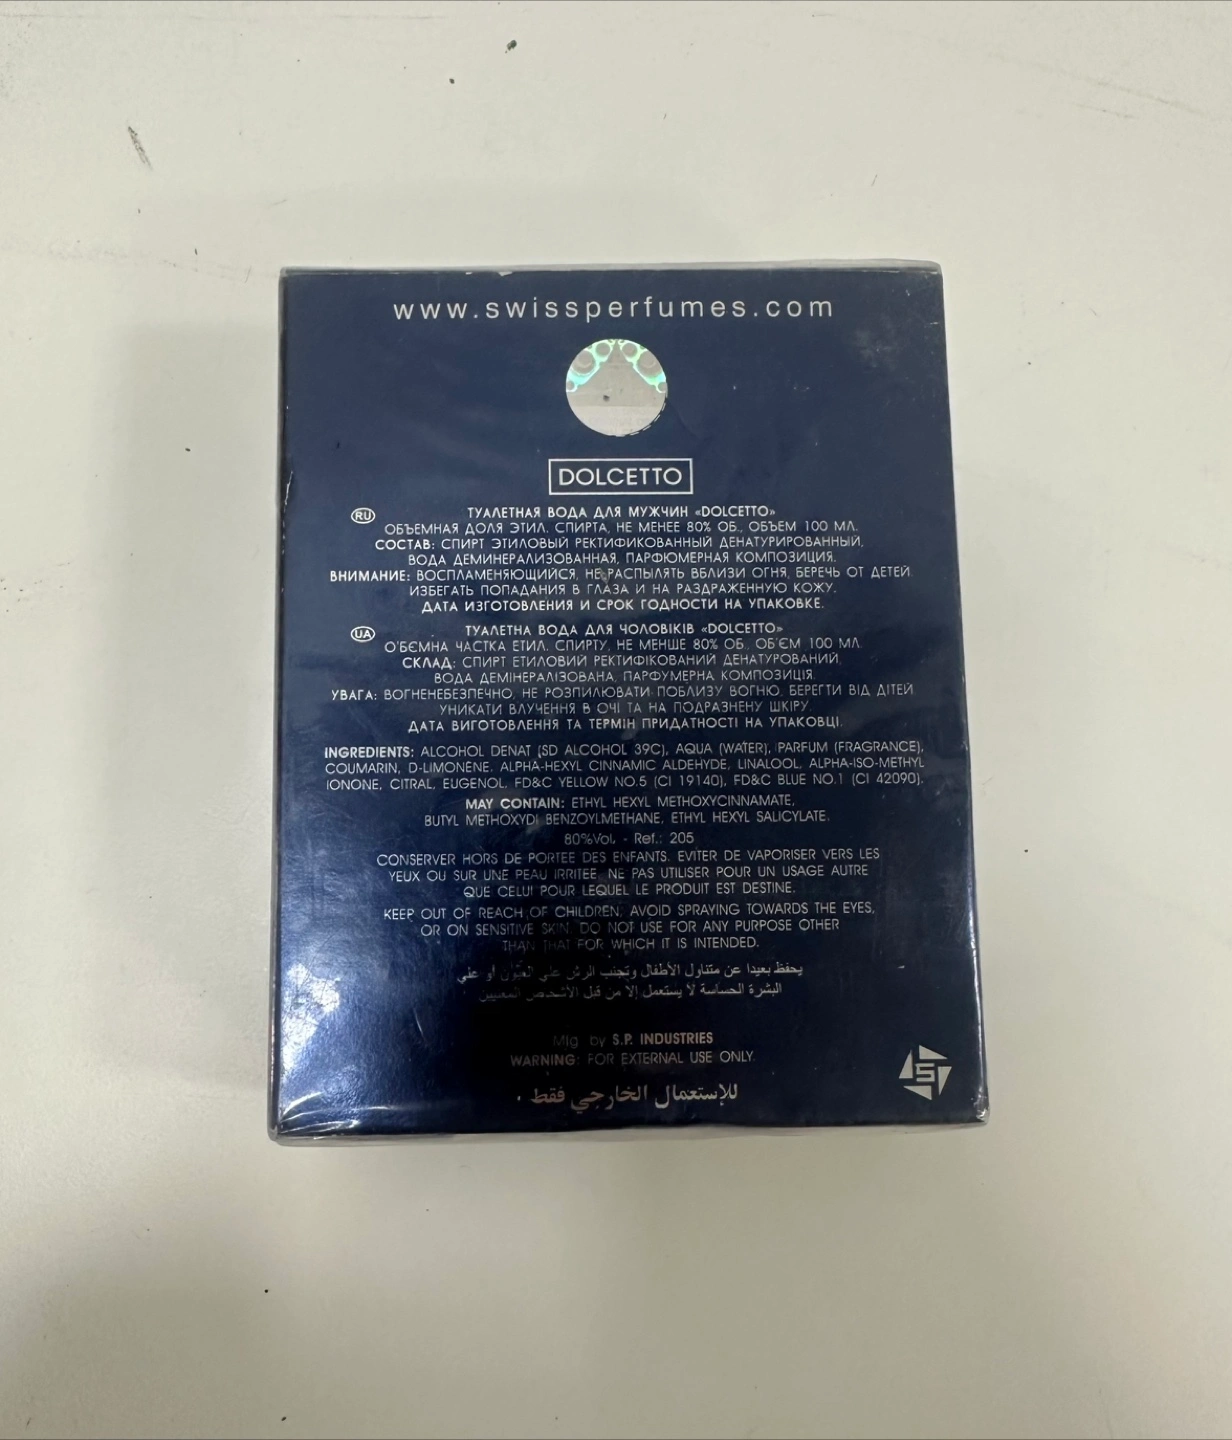 www.swissperfumes.com
DOLCETTO
RU ТУАЛЕТНАЯ ВОДА ДЛЯ МУЖЧИН «DOLCETTO»
ОБЪЕМНАЯ ДОЛЯ ЭТИЛ. СПИРТА, НЕ МЕНЕЕ 80% ОБ., ОБЪЕМ 100 МЛ.
СОСТАВ: СПИРТ ЭТИЛОВЫЙ РЕКТИФИКОВАННЫЙ ДЕНАТУРИРОВАННЫЙ,
ВОДА ДЕМИНЕРАЛИЗОВАННАЯ, ПАРФЮМЕРНАЯ КОМПОЗИЦИЯ.
ВНИМАНИЕ: ВОСПЛАМЕНЯЮЩИЙСЯ, НЕ РАСПЫЛЯТЬ ВБЛИЗИ ОГНЯ, БЕРЕЧЬ ОТ ДЕТЕЙ
ИЗБЕГАТЬ ПОПАДАНИЯ В ГЛАЗА И НА РАЗДРАЖЕННУЮ КОЖУ.
ДАТА ИЗГОТОВЛЕНИЯ И СРОК ГОДНОСТИ НА УПАКОВКЕ.
UA ТУАЛЕТНА ВОДА ДЛЯ ЧОЛОВІКІВ «DOLCETTO»
О'БЄМНА ЧАСТКА ЕТИЛ. СПИРТУ, НЕ МЕНШЕ 80% ОБ., ОБ'ЄМ 100 МЛ
СКЛАД: СПИРТ ЕТИЛОВИЙ РЕКТИФІКОВАНИЙ ДЕНАТУРОВАНИЙ,
ВОДА ДЕМІНЕРАЛІЗОВАНА, ПАРФУМЕРНА КОМПОЗИЦІЯ.
УВАГА: ВОГНЕНЕБЕЗПЕЧНО, НЕ РОЗПИЛЮВАТИ ПОБЛИЗУ ВОГНЮ, БЕРЕГТИ ВІД ДІТЕЙ
УНИКАТИ ВЛУЧЕННЯ В ОЧІ ТА НА ПОДРАЗНЕНУ ШКІРУ.
ДАТА ВИГОТОВЛЕННЯ ТА ТЕРМІН ПРИДАТНОСТІ НА УПАКОВЦІ.
INGREDIENTS: ALCOHOL DENAT (SD ALCOHOL 39C), AQUA (WATER), PARFUM (FRAGRANCE),
COUMARIN, D-LIMONENE, ALPHA-HEXYL CINNAMIC ALDEHYDE, LINALOOL, ALPHA-ISO-METHYL
IONONE, CITRAL, EUGENOL, FD&C YELLOW NO.5 (CI 19140), FD&C BLUE NO.1 (CI 42090).
MAY CONTAIN: ETHYL HEXYL METHOXYCINNAMATE,
BUTYL METHOXYDI BENZOYLMETHANE, ETHYL HEXYL SALICYLATE.
80%Vol. - Ref.: 205
CONSERVER HORS DE PORTEE DES ENFANTS. EVITER DE VAPORISER VERS LES
YEUX OU SUR UNE PEAU IRRITEE. NE PAS UTILISER POUR UN USAGE AUTRE
QUE CELUI POUR LEQUEL LE PRODUIT EST DESTINE.
KEEP OUT OF REACH OF CHILDREN, AVOID SPRAYING TOWARDS THE EYES,
OR ON SENSITIVE SKIN. DO NOT USE FOR ANY PURPOSE OTHER
THAN THAT FOR WHICH IT IS INTENDED.
يحفظ بعيدا عن متناول الأطفال وتجنب الرش على العيون أو علي
البشرة الحساسة لا يستعمل إلا من قبل الأشخاص المعنيين
Mfg. by S.P. INDUSTRIES
WARNING: FOR EXTERNAL USE ONLY.
للإستعمال الخارجي فقط .